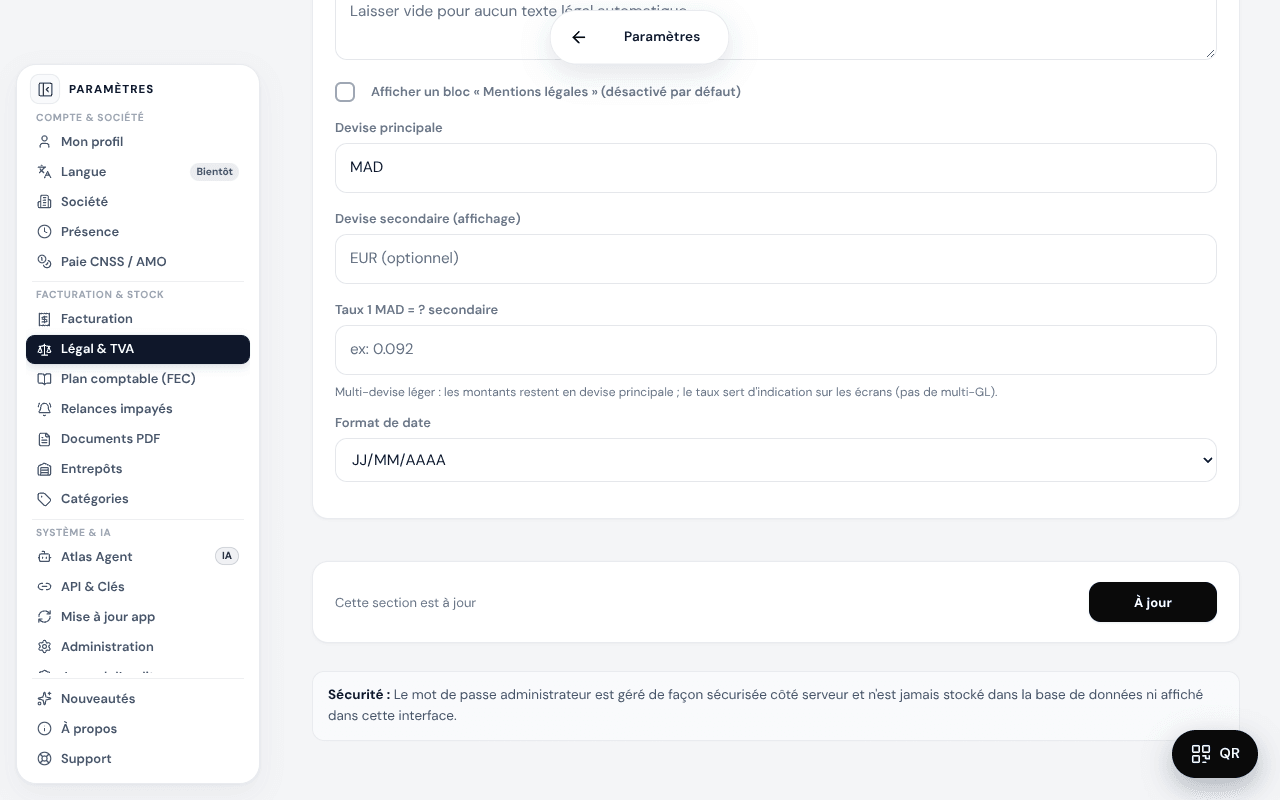 Laisser vide pour aucun texte légal automatique
Paramètres
PARAMÈTRES
COMPTE & SOCIÉTÉ
Mon profil
Langue
Bientôt
Société
Présence
Paie CNSS / AMO
FACTURATION & STOCK
Facturation
Légal & TVA
Plan comptable (FEC)
Relances impayés
Documents PDF
Entrepôts
Catégories
SYSTÈME & IA
Atlas Agent
IA
API & Clés
Mise à jour app
Administration
Nouveautés
À propos
Support
Afficher un bloc « Mentions légales » (désactivé par défaut)
Devise principale
MAD
Devise secondaire (affichage)
EUR (optionnel)
Taux 1 MAD = ? secondaire
ex: 0.092
Multi-devise léger : les montants restent en devise principale ; le taux sert d'indication sur les écrans (pas de multi-GL).
Format de date
JJ/MM/AAAA
Cette section est à jour
À jour
Sécurité : Le mot de passe administrateur est géré de façon sécurisée côté serveur et n'est jamais stocké dans la base de données ni affiché
dans cette interface.
QR